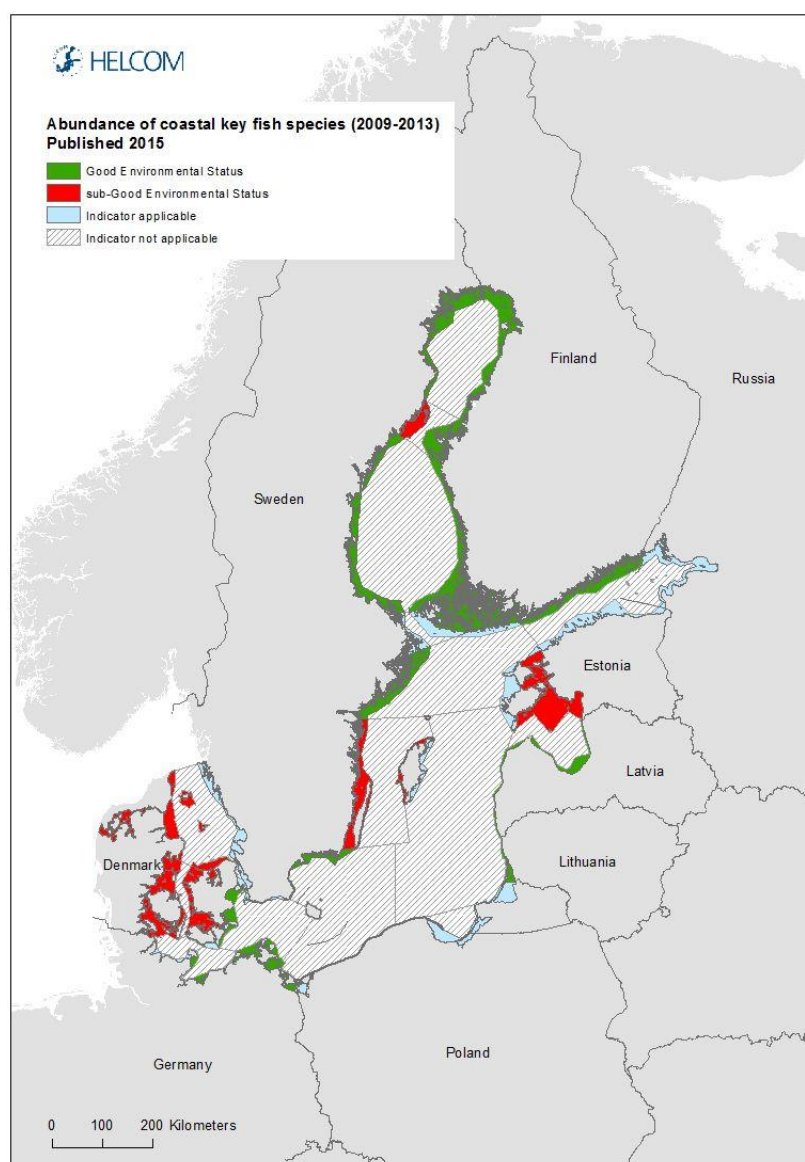 HELCOM
Abundance of coastal key fish species (2009-2013)
Published 2015
Good Environmental Status
sub-Good Environmental Status
Indicator applicable
Indicator not applicable
Finland
Russia
Sweden
Estonia
Latvia
Denmark
Lithuania
Germany
Poland
0 100 200 Kilometers